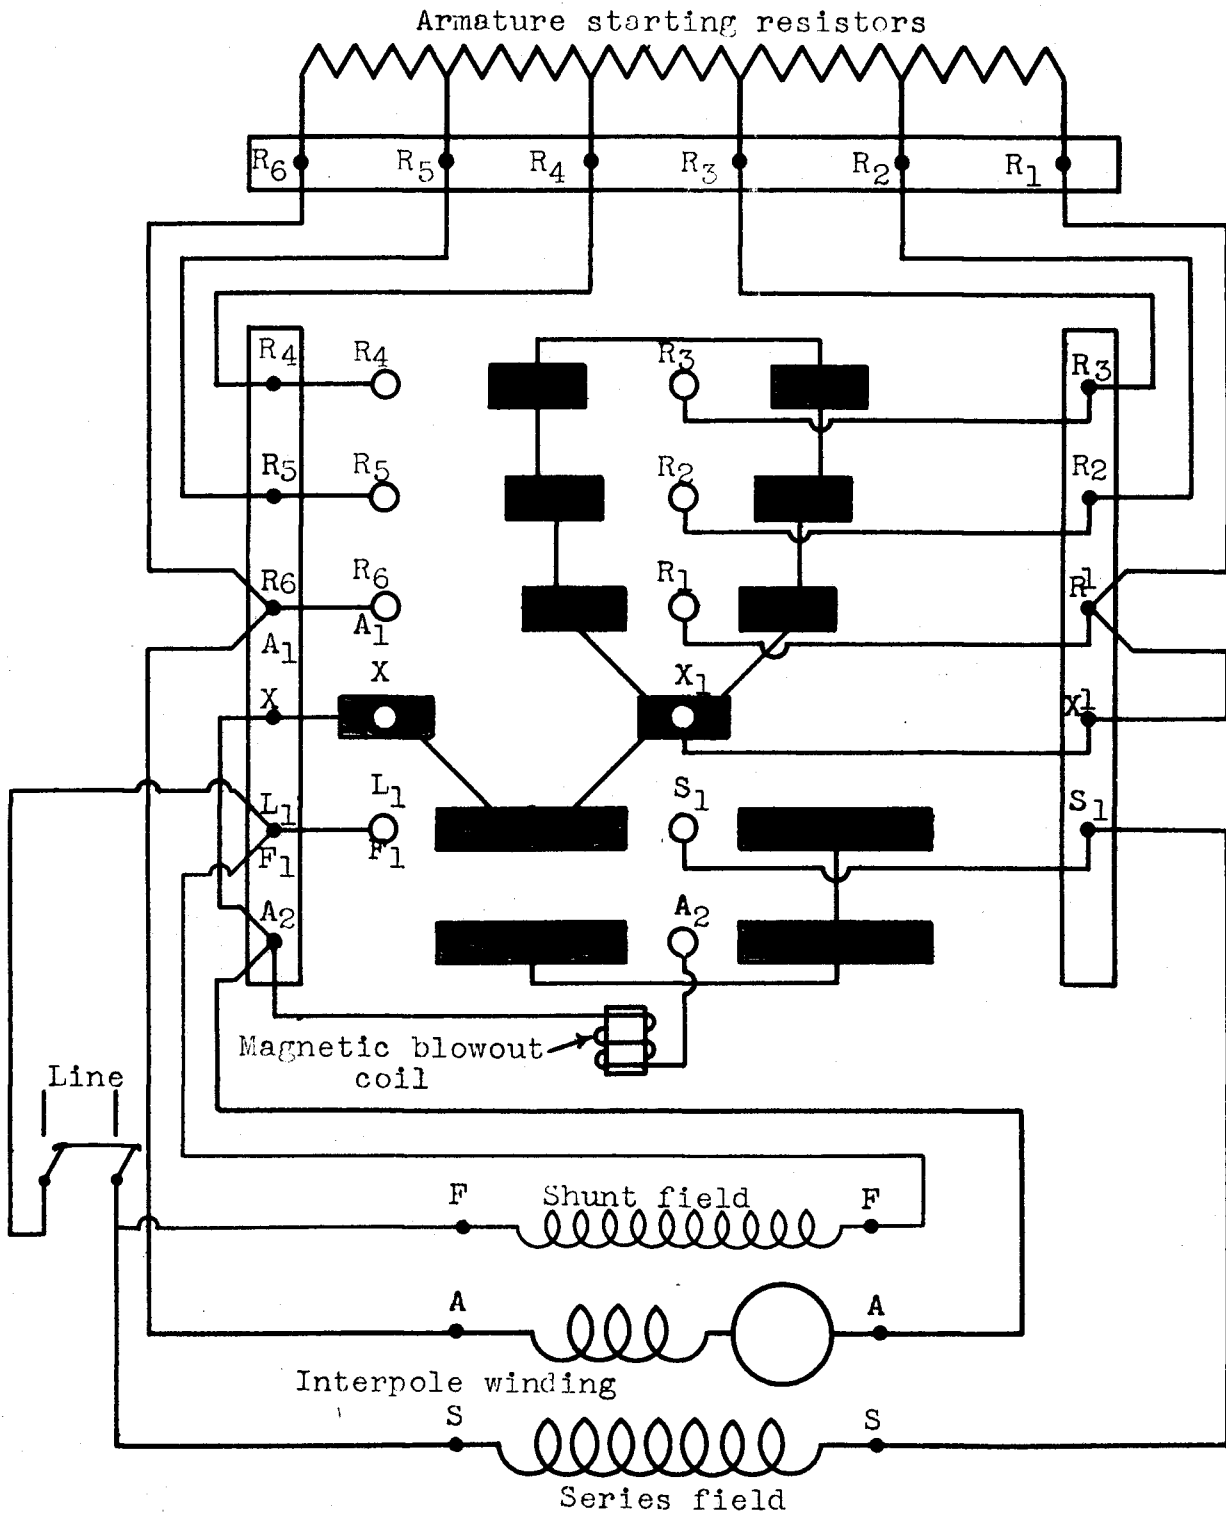 Armature starting resistors
R6 R5 R4 R3 R2 R1
R4 R4 R3 R3
R5 R5 R2 R2
R6 R6 R1 R1
A1 A1
X X X1 X1
L1 L1 S1 S1
F1 F1
A2 A2
Magnetic blowout
coil
Line
F Shunt field F
A A
Interpole winding
S S
Series field